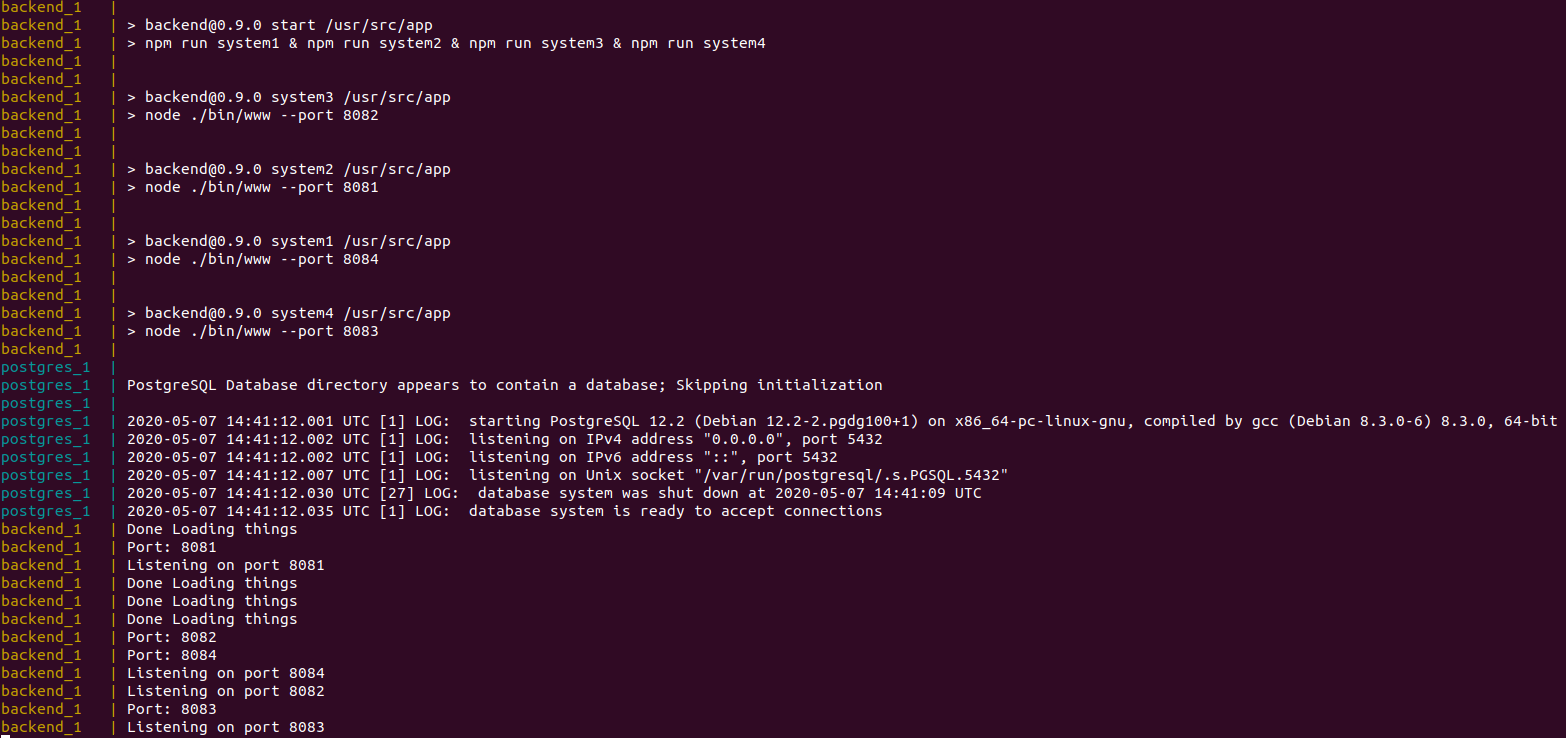 backend_1   |
backend_1   | > backend@0.9.0 start /usr/src/app
backend_1   | > npm run system1 & npm run system2 & npm run system3 & npm run system4
backend_1   |
backend_1   |
backend_1   | > backend@0.9.0 system3 /usr/src/app
backend_1   | > node ./bin/www --port 8082
backend_1   |
backend_1   |
backend_1   | > backend@0.9.0 system2 /usr/src/app
backend_1   | > node ./bin/www --port 8081
backend_1   |
backend_1   |
backend_1   | > backend@0.9.0 system1 /usr/src/app
backend_1   | > node ./bin/www --port 8084
backend_1   |
backend_1   |
backend_1   | > backend@0.9.0 system4 /usr/src/app
backend_1   | > node ./bin/www --port 8083
backend_1   |
postgres_1  |
postgres_1  | PostgreSQL Database directory appears to contain a database; Skipping initialization
postgres_1  |
postgres_1  | 2020-05-07 14:41:12.001 UTC [1] LOG:  starting PostgreSQL 12.2 (Debian 12.2-2.pgdg100+1) on x86_64-pc-linux-gnu, compiled by gcc (Debian 8.3.0-6) 8.3.0, 64-bit
postgres_1  | 2020-05-07 14:41:12.002 UTC [1] LOG:  listening on IPv4 address "0.0.0.0", port 5432
postgres_1  | 2020-05-07 14:41:12.002 UTC [1] LOG:  listening on IPv6 address "::", port 5432
postgres_1  | 2020-05-07 14:41:12.007 UTC [1] LOG:  listening on Unix socket "/var/run/postgresql/.s.PGSQL.5432"
postgres_1  | 2020-05-07 14:41:12.030 UTC [27] LOG:  database system was shut down at 2020-05-07 14:41:09 UTC
postgres_1  | 2020-05-07 14:41:12.035 UTC [1] LOG:  database system is ready to accept connections
backend_1   | Done Loading things
backend_1   | Port: 8081
backend_1   | Listening on port 8081
backend_1   | Done Loading things
backend_1   | Done Loading things
backend_1   | Done Loading things
backend_1   | Port: 8082
backend_1   | Port: 8084
backend_1   | Listening on port 8084
backend_1   | Listening on port 8082
backend_1   | Port: 8083
backend_1   | Listening on port 8083